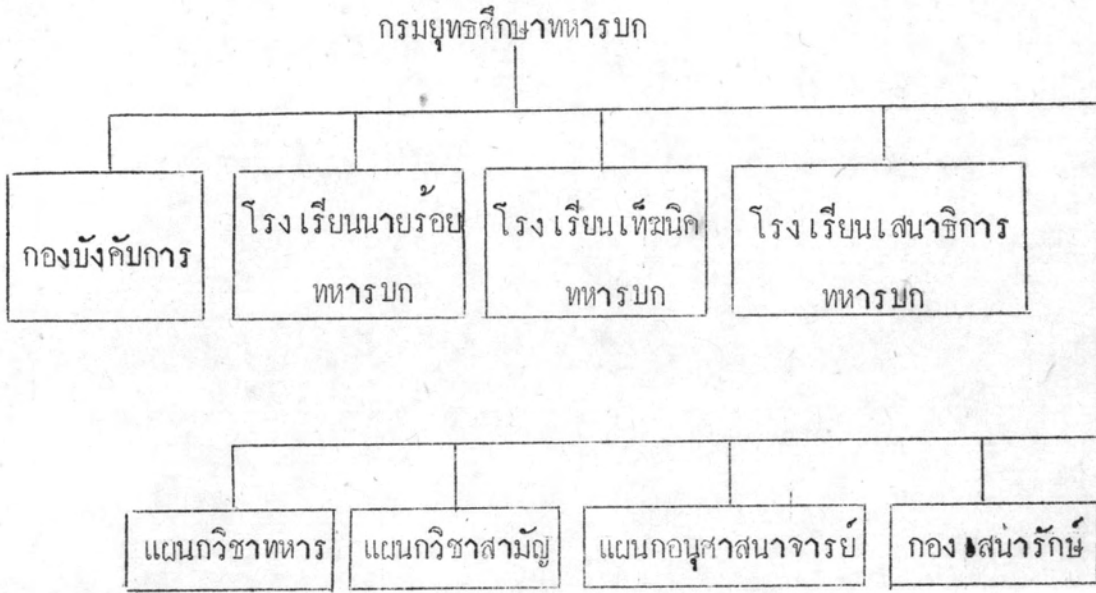 กรมยุทธศึกษาทหารบก
กองบังคับการ
โรงเรียนนายร้อย
ทหารบก
โรงเรียนเท็ฆนิค
ทหารบก
โรงเรียนเสนาธิการ
ทหารบก
แผนกวิชาทหาร
แผนกวิชาสามัญ
แผนกอนุศาสนาจารย์
กองเสนารักษ์